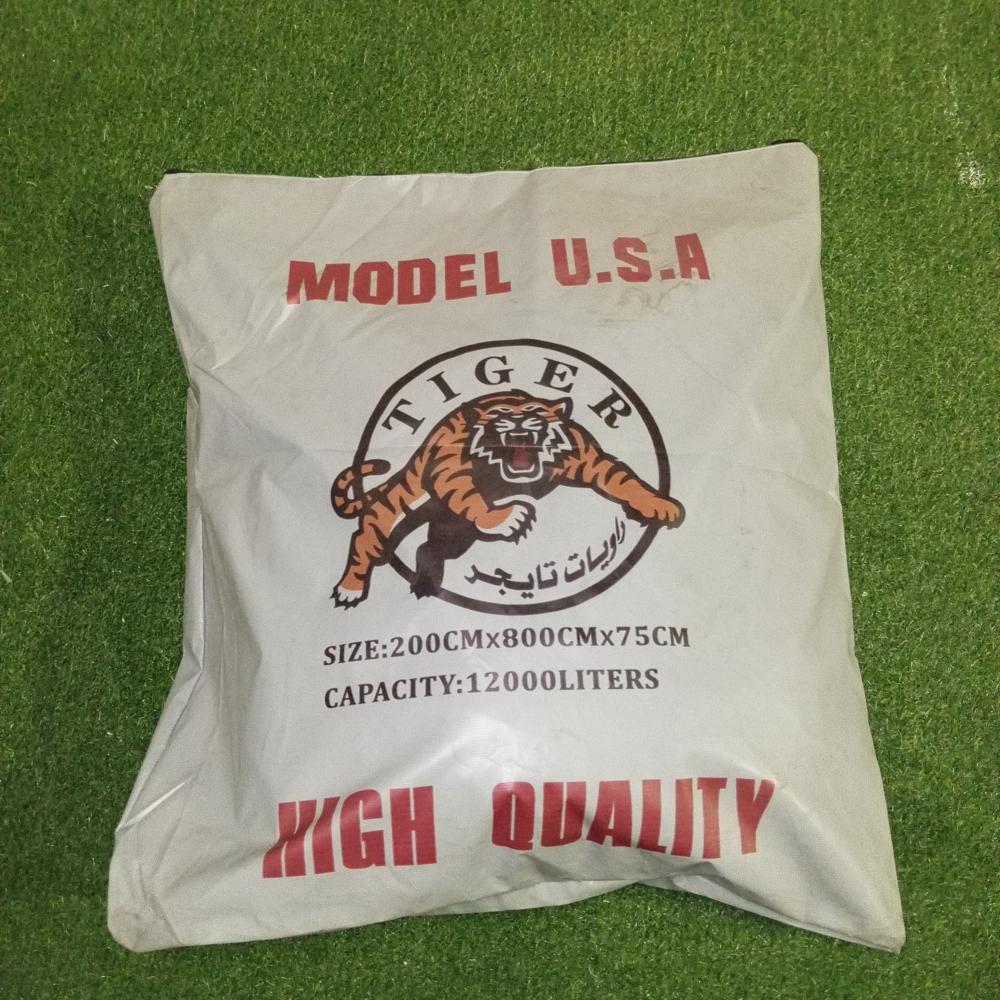 MODEL U.S.A
TIGER
راويات تايجر
SIZE:200CMx800CMx75CM
CAPACITY:12000LITERS
HIGH QUALITY